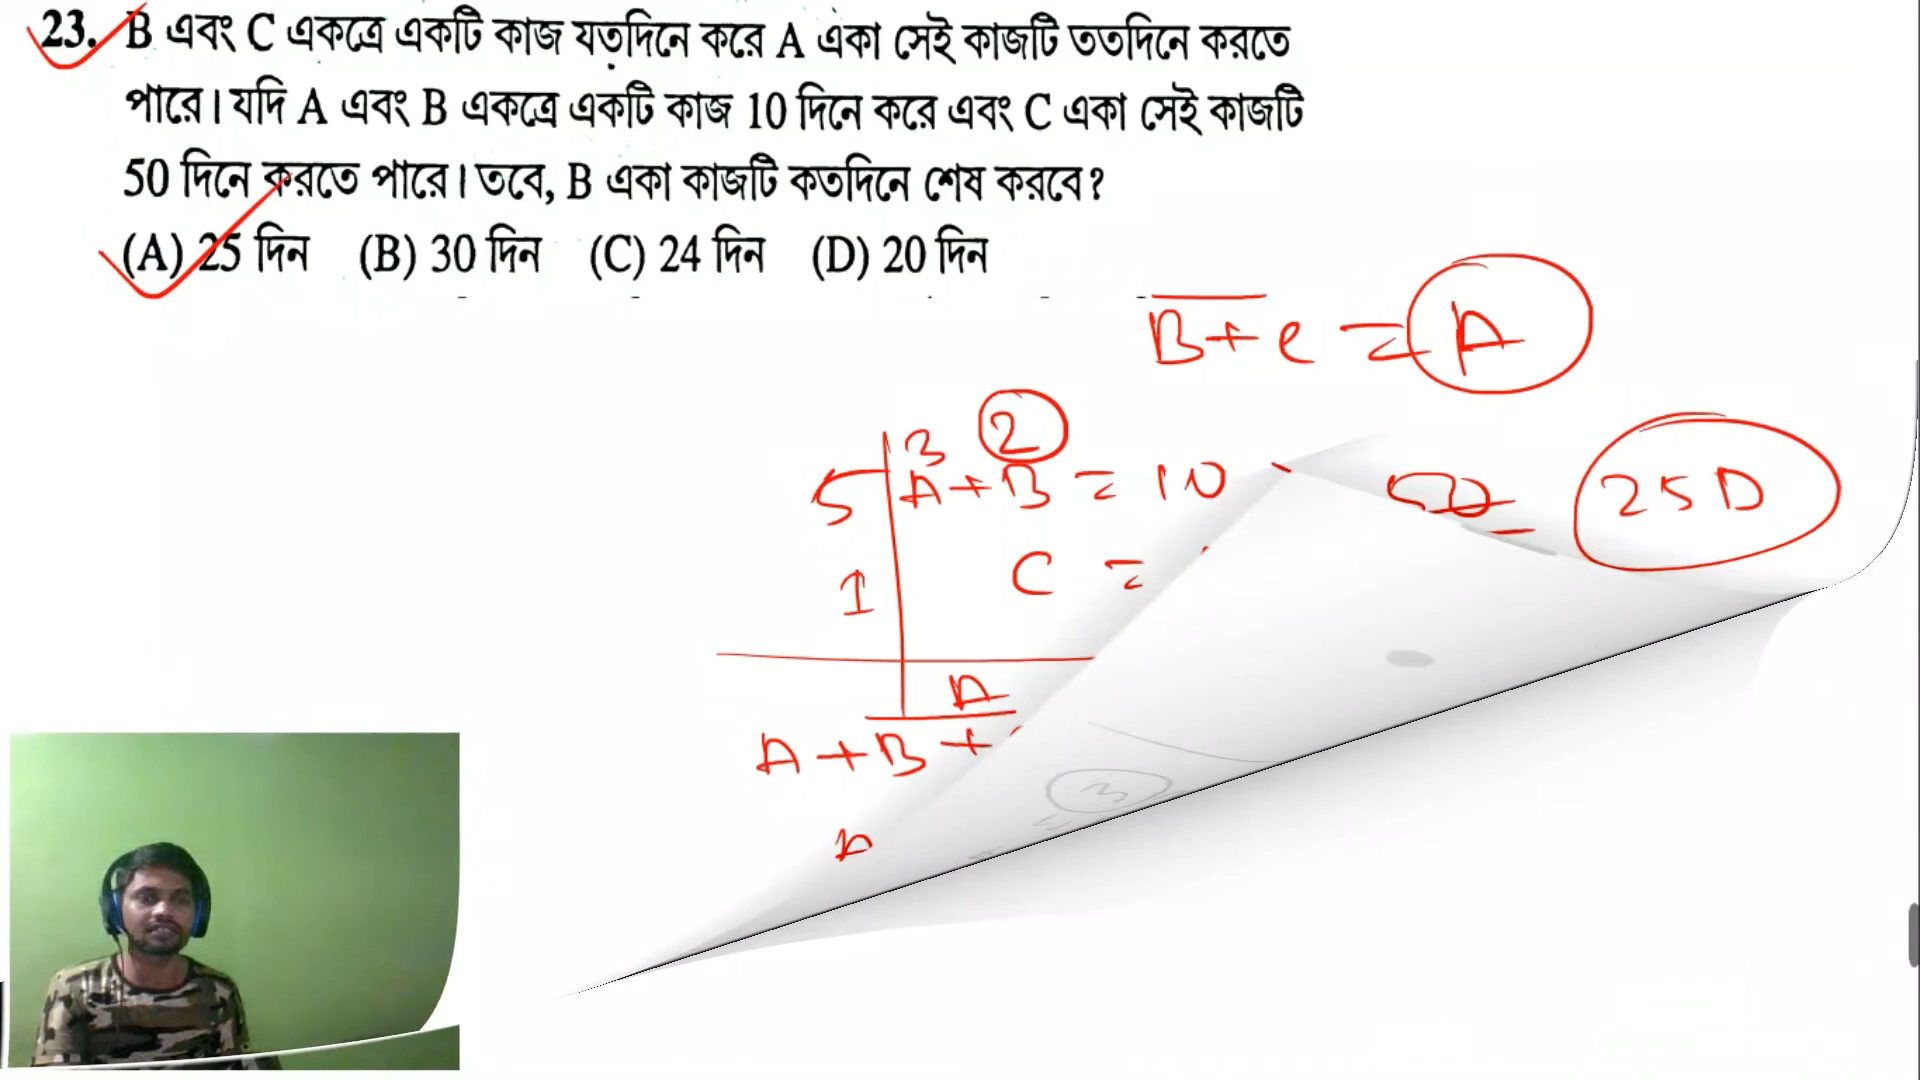 23. B এবং C একত্রে একটি কাজ যতদিনে করে A একা সেই কাজটি ততদিনে করতে
পারে। যদি A এবং B একত্রে একটি কাজ 10 দিনে করে এবং C একা সেই কাজটি
50 দিনে করতে পারে। তবে, B একা কাজটি কতদিনে শেষ করবে?
(A) 25 দিন (B) 30 দিন (C) 24 দিন (D) 20 দিন
B + C = A
3 2
5 A + B = 10
25 D
1 C =
A
A + B +
A